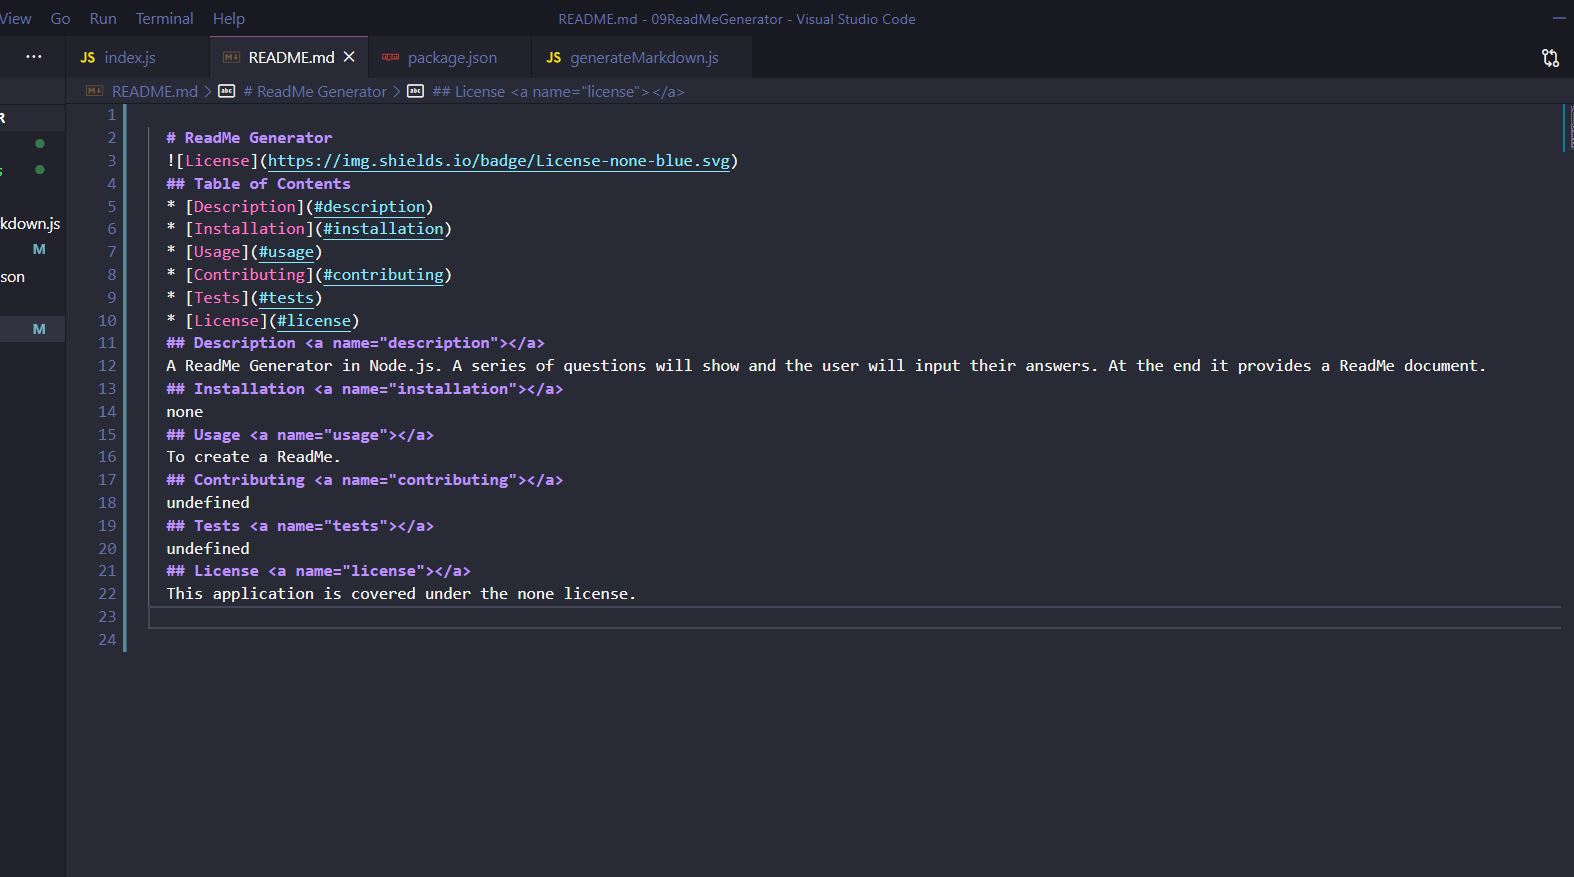 View Go Run Terminal Help README.md - 09ReadMeGenerator - Visual Studio Code
··· JS index.js README.md package.json JS generateMarkdown.js
README.md > # ReadMe Generator > ## License <a name="license"></a>
R
s
kdown.js
M
son
M
1
2 # ReadMe Generator
3 ![License](https://img.shields.io/badge/License-none-blue.svg)
4 ## Table of Contents
5 * [Description](#description)
6 * [Installation](#installation)
7 * [Usage](#usage)
8 * [Contributing](#contributing)
9 * [Tests](#tests)
10 * [License](#license)
11 ## Description <a name="description"></a>
12 A ReadMe Generator in Node.js. A series of questions will show and the user will input their answers. At the end it provides a ReadMe document.
13 ## Installation <a name="installation"></a>
14 none
15 ## Usage <a name="usage"></a>
16 To create a ReadMe.
17 ## Contributing <a name="contributing"></a>
18 undefined
19 ## Tests <a name="tests"></a>
20 undefined
21 ## License <a name="license"></a>
22 This application is covered under the none license.
23
24